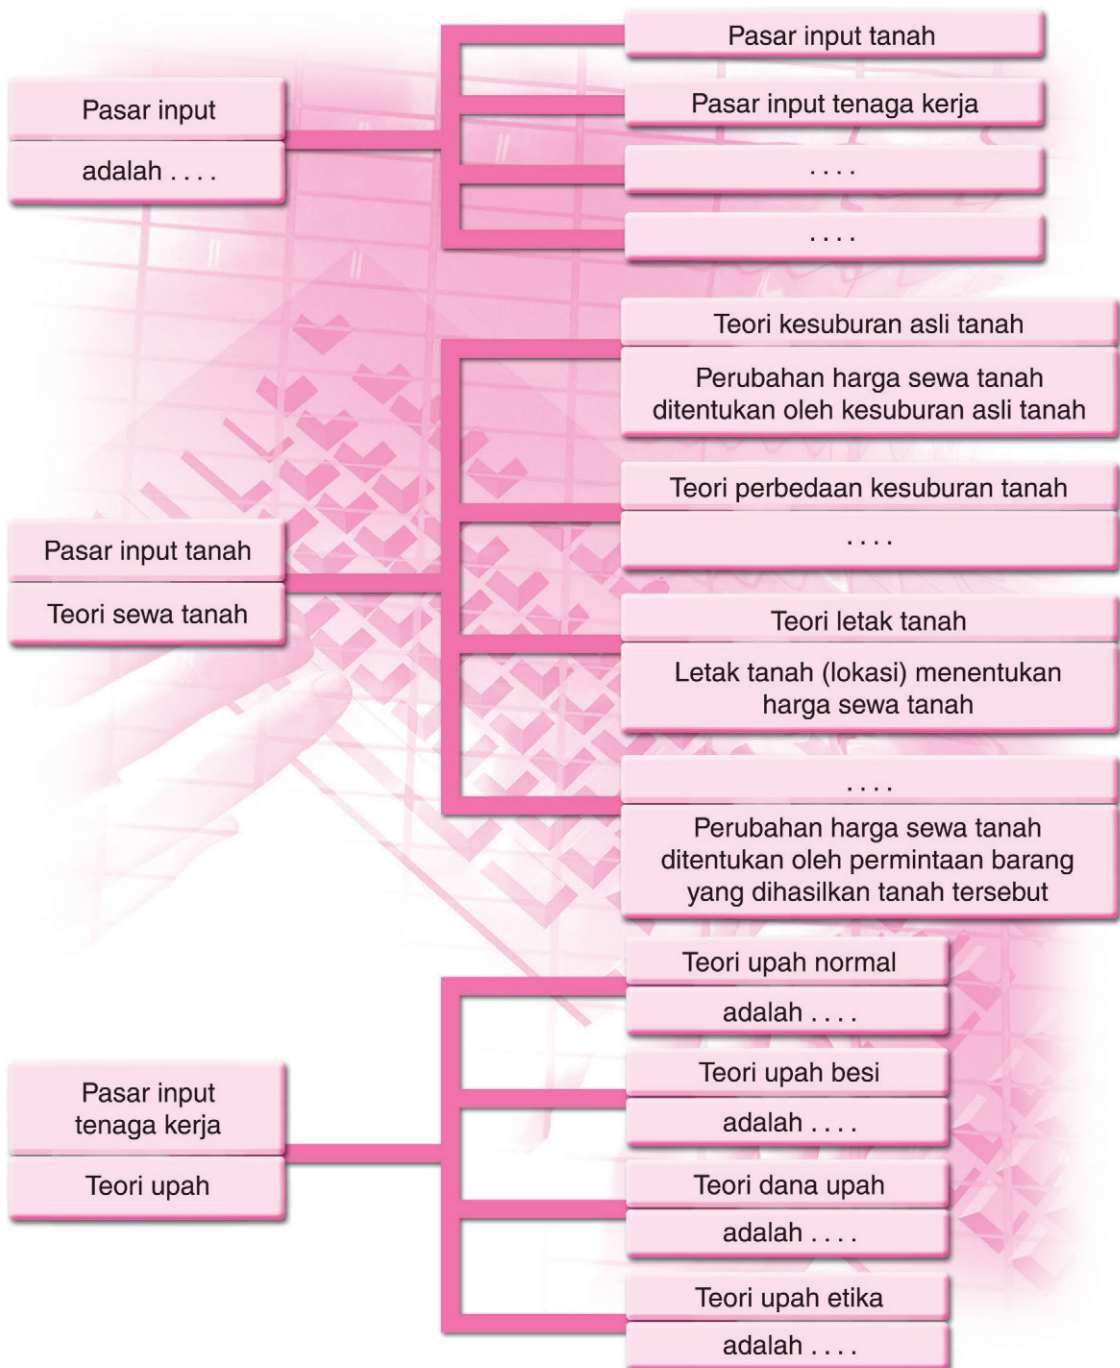 Pasar input
adalah . . . .
Pasar input tanah
Pasar input tenaga kerja
. . . .
. . . .
Pasar input tanah
Teori sewa tanah
Teori kesuburan asli tanah
Perubahan harga sewa tanah
ditentukan oleh kesuburan asli tanah
Teori perbedaan kesuburan tanah
. . . .
Teori letak tanah
Letak tanah (lokasi) menentukan
harga sewa tanah
. . . .
Perubahan harga sewa tanah
ditentukan oleh permintaan barang
yang dihasilkan tanah tersebut
Pasar input
tenaga kerja
Teori upah
Teori upah normal
adalah . . . .
Teori upah besi
adalah . . . .
Teori dana upah
adalah . . . .
Teori upah etika
adalah . . . .